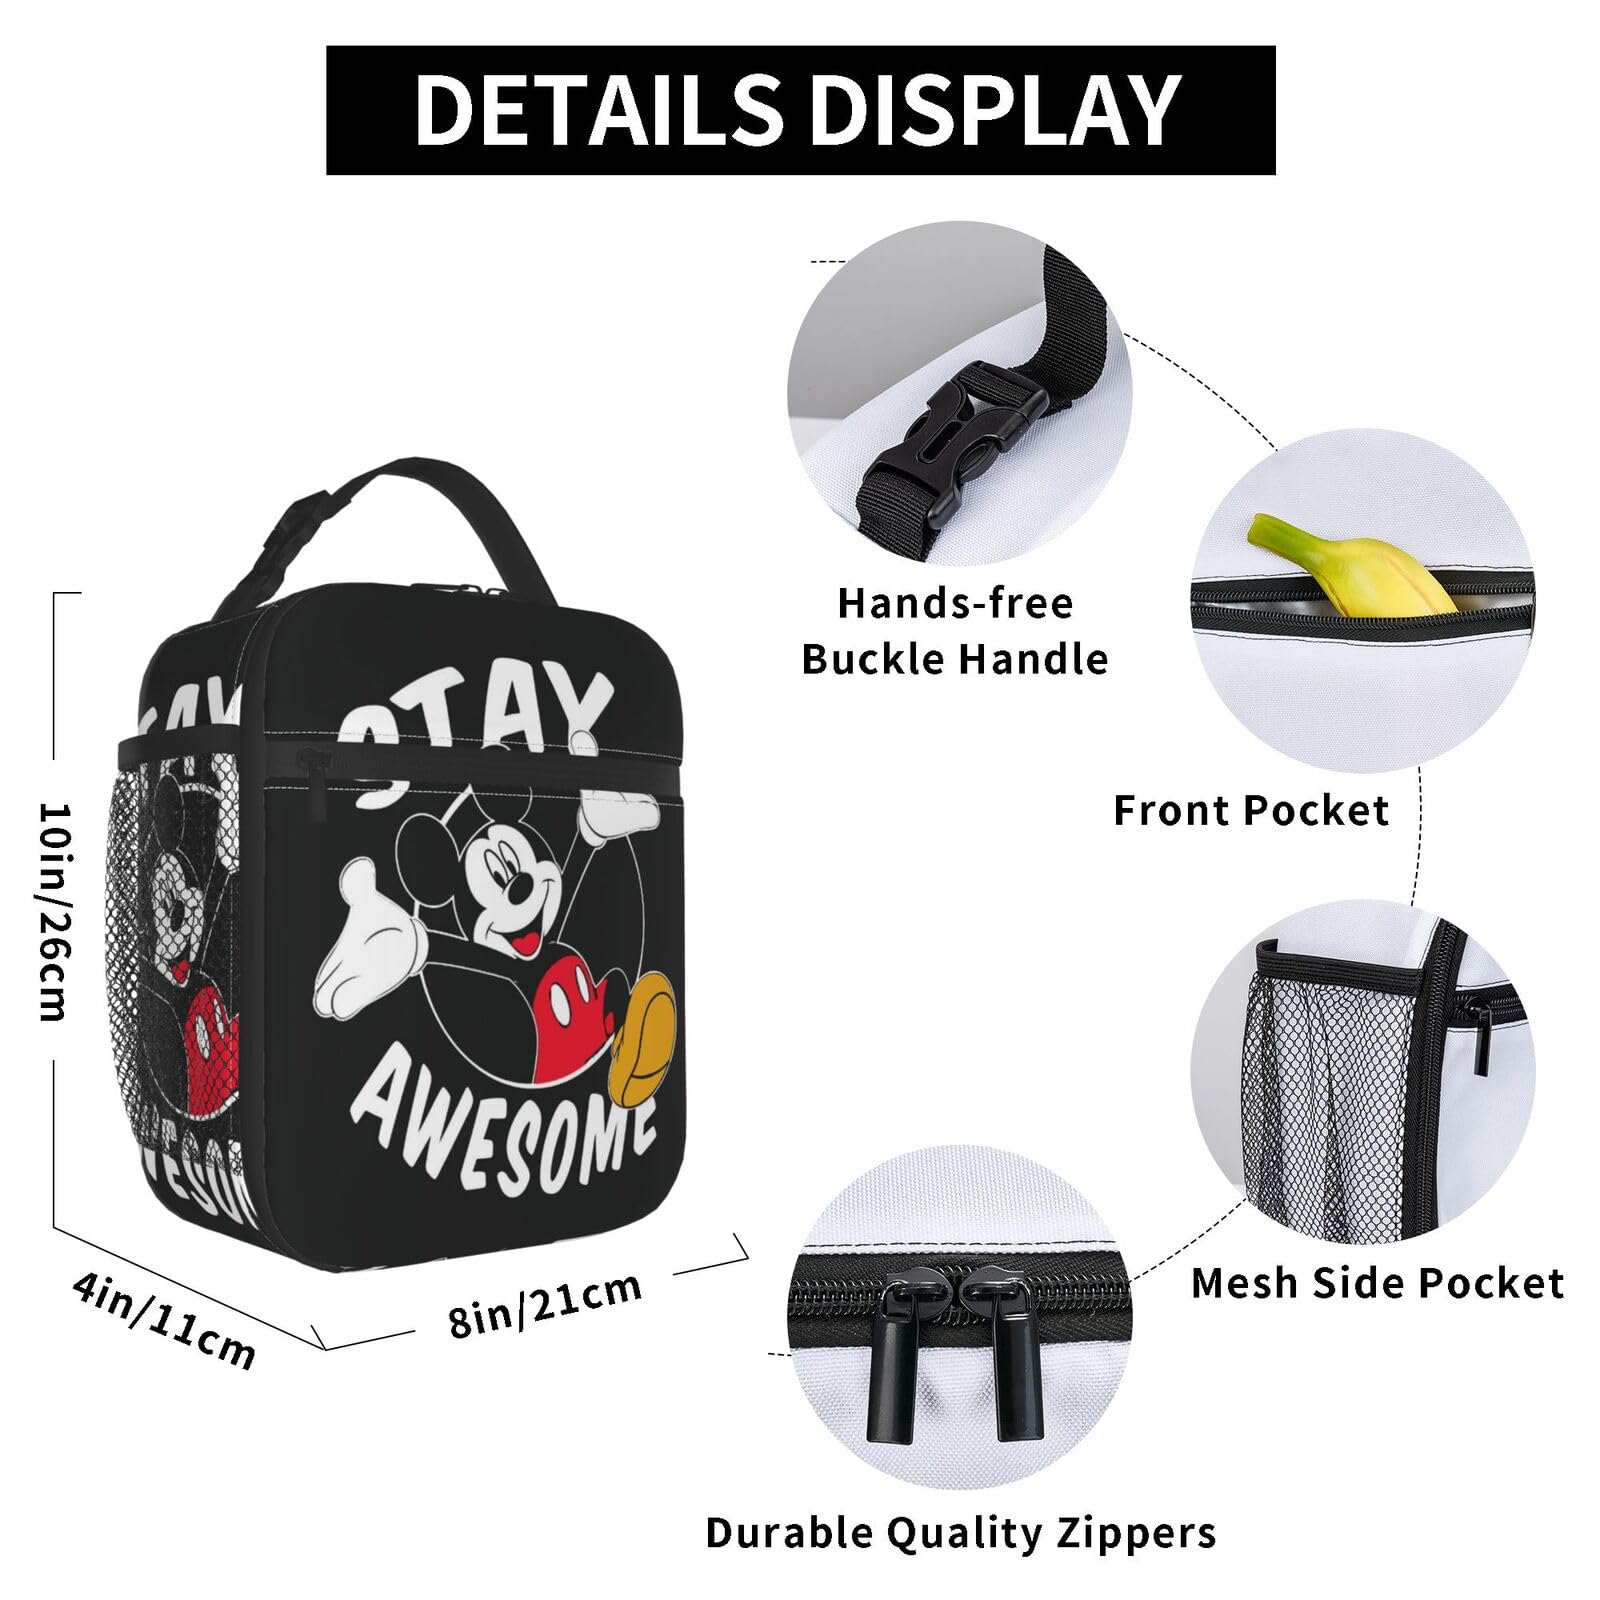 DETAILS DISPLAY
Hands-free
Buckle Handle
Front Pocket
STAY
AWESOME
10in/26cm
4in/11cm
8in/21cm
Mesh Side Pocket
Durable Quality Zippers